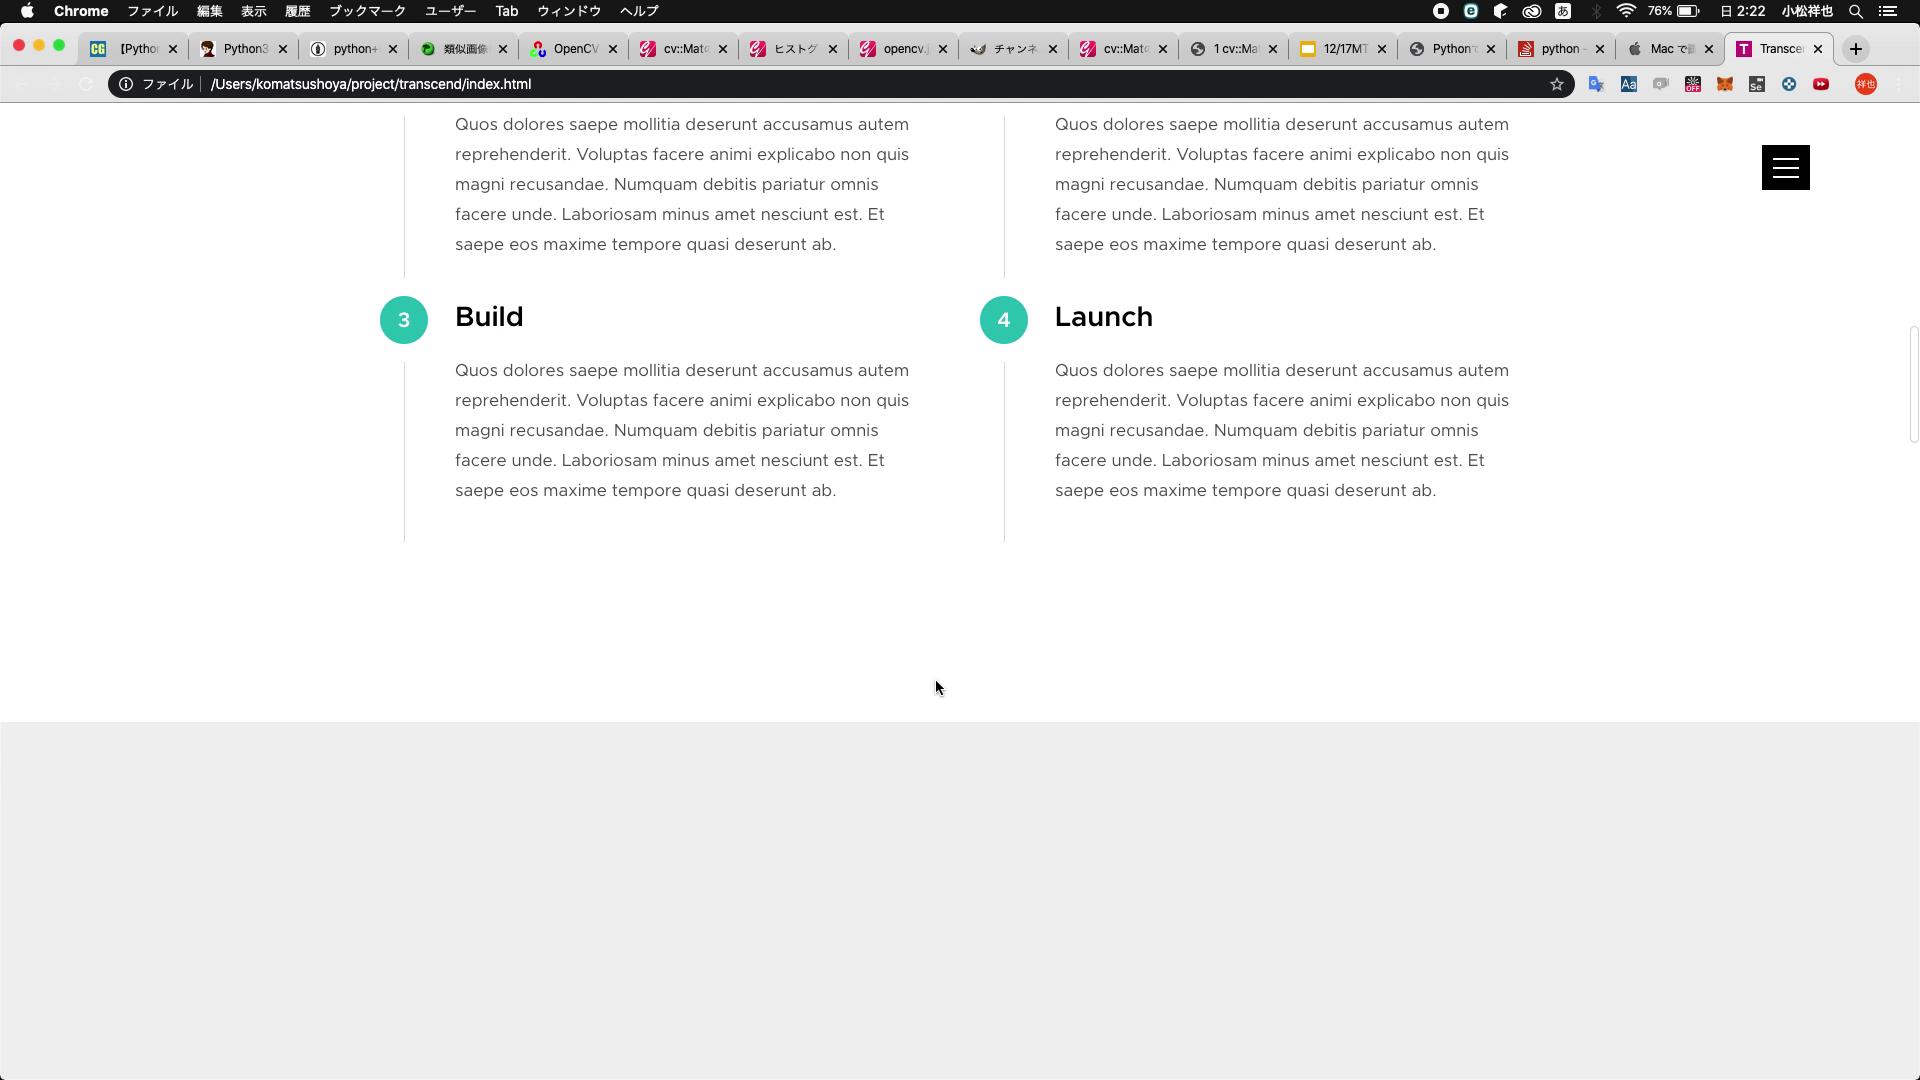 Chrome ファイル 編集 表示 履歴 ブックマーク ユーザー Tab ウィンドウ ヘルプ あ 76% 日 2:22 小松祥也
CG 【Pytho Python3 python+ 類似画像 OpenCV cv::Mat ヒストグ opencv. チャンネ cv::Mat 1 cv::Ma 12/17MT Python python - Mac で T Transce
ファイル /Users/komatsushoya/project/transcend/index.html Aa OFF Se 祥也
Quos dolores saepe mollitia deserunt accusamus autem
reprehenderit. Voluptas facere animi explicabo non quis
magni recusandae. Numquam debitis pariatur omnis
facere unde. Laboriosam minus amet nesciunt est. Et
saepe eos maxime tempore quasi deserunt ab.
Quos dolores saepe mollitia deserunt accusamus autem
reprehenderit. Voluptas facere animi explicabo non quis
magni recusandae. Numquam debitis pariatur omnis
facere unde. Laboriosam minus amet nesciunt est. Et
saepe eos maxime tempore quasi deserunt ab.
3 Build
Quos dolores saepe mollitia deserunt accusamus autem
reprehenderit. Voluptas facere animi explicabo non quis
magni recusandae. Numquam debitis pariatur omnis
facere unde. Laboriosam minus amet nesciunt est. Et
saepe eos maxime tempore quasi deserunt ab.
4 Launch
Quos dolores saepe mollitia deserunt accusamus autem
reprehenderit. Voluptas facere animi explicabo non quis
magni recusandae. Numquam debitis pariatur omnis
facere unde. Laboriosam minus amet nesciunt est. Et
saepe eos maxime tempore quasi deserunt ab.